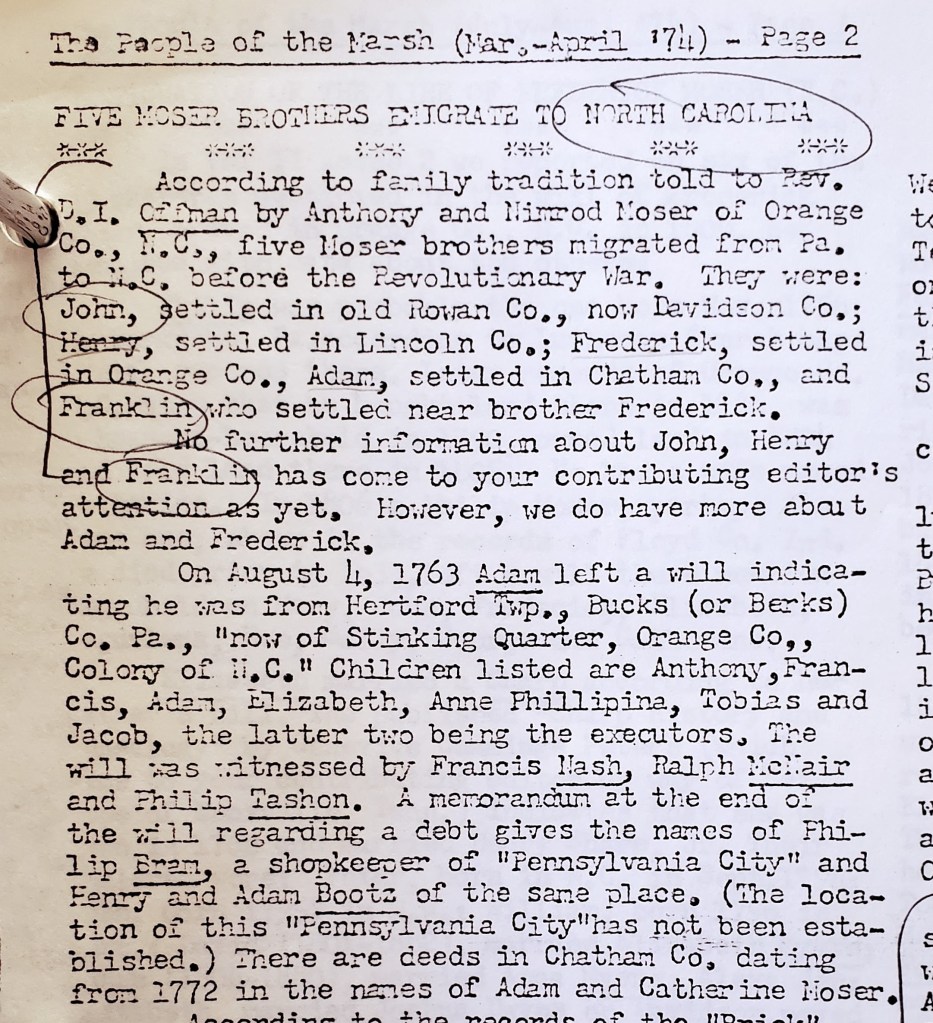 The People of the Marsh (Mar.-April '74) - Page 2
FIVE MOSER BROTHERS EMIGRATE TO NORTH CAROLINA
*** *** *** *** *** ***
According to family tradition told to Rev.
D.I. Offman by Anthony and Nimrod Moser of Orange
Co., N.C., five Moser brothers migrated from Pa.
to N.C. before the Revolutionary War. They were:
John, settled in old Rowan Co., now Davidson Co.;
Henry, settled in Lincoln Co.; Frederick, settled
in Orange Co., Adam, settled in Chatham Co., and
Franklin who settled near brother Frederick.
No further information about John, Henry
and Franklin has come to your contributing editor's
attention as yet. However, we do have more about
Adam and Frederick.
On August 4, 1763 Adam left a will indica-
ting he was from Hertford Twp., Bucks (or Berks)
Co. Pa., "now of Stinking Quarter, Orange Co.,
Colony of N.C." Children listed are Anthony,Fran-
cis, Adam, Elizabeth, Anne Phillipina, Tobias and
Jacob, the latter two being the executors. The
will was witnessed by Francis Nash, Ralph McNair
and Philip Tashon. A memorandum at the end of
the will regarding a debt gives the names of Phi-
lip Bram, a shopkeeper of "Pennsylvania City" and
Henry and Adam Bootz of the same place. (The loca-
tion of this "Pennsylvania City"has not been esta-
blished.) There are deeds in Chatham Co. dating
from 1772 in the names of Adam and Catherine Moser.
According to the records of the "Brick"